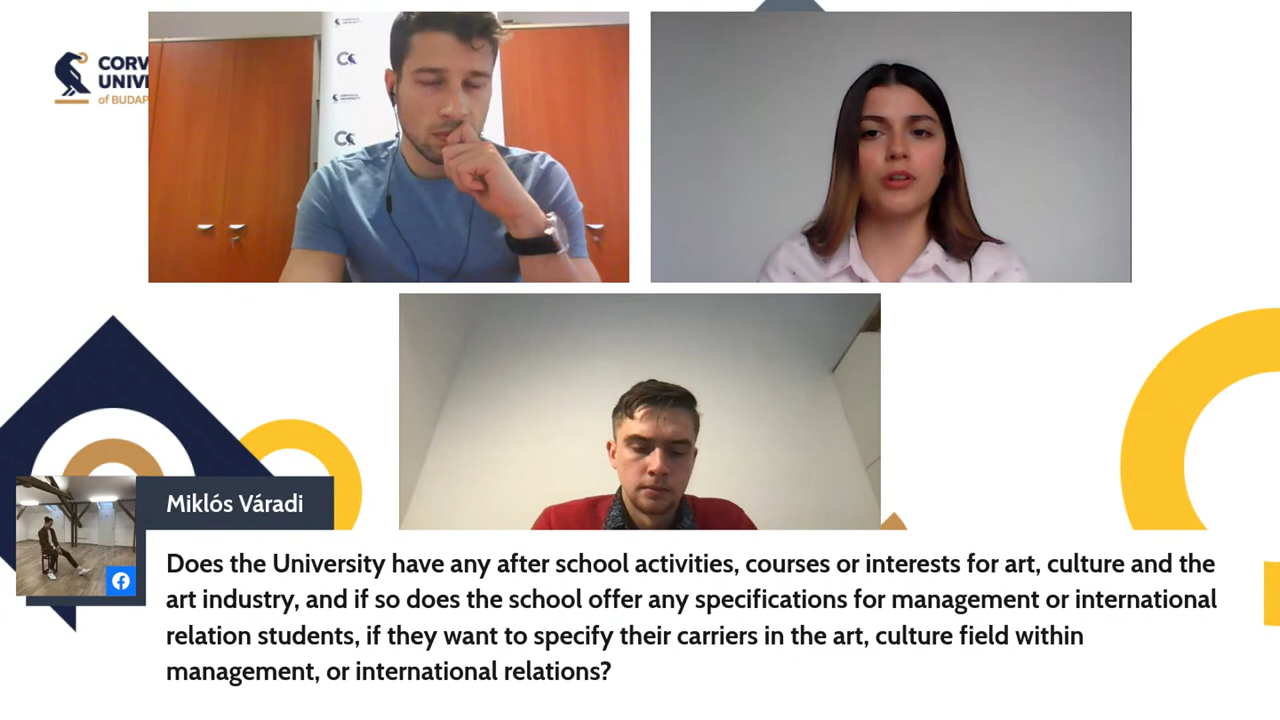 CORV
UNIV
of BUDAP
Miklós Váradi
Does the University have any after school activities, courses or interests for art, culture and the
art industry, and if so does the school offer any specifications for management or international
relation students, if they want to specify their carriers in the art, culture field within
management, or international relations?